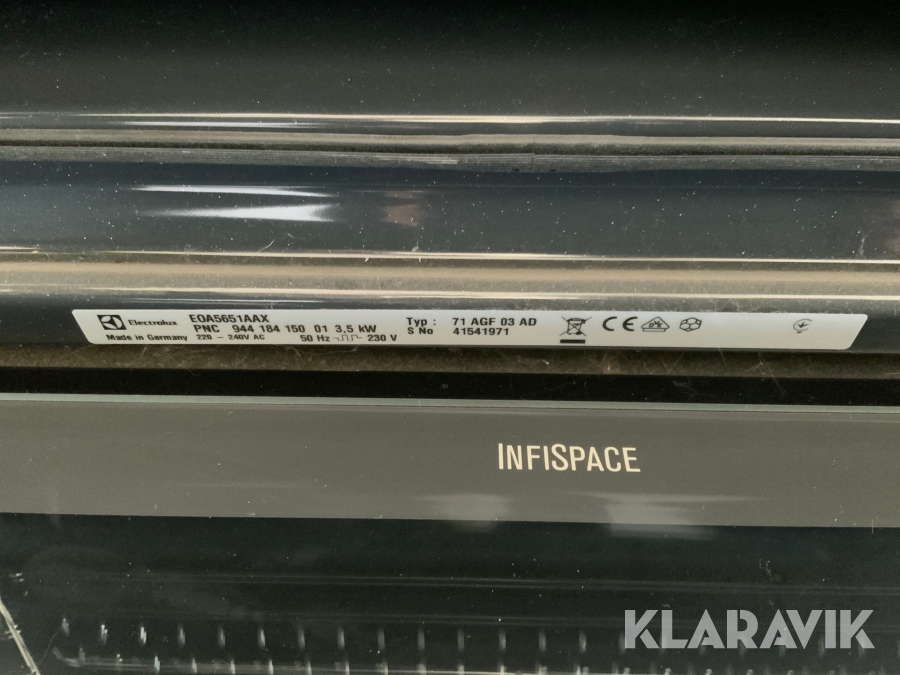 Electrolux
EOA5651AAX
PNC 944 184 150 01 3,5 kW
Made in Germany 220 - 240V AC 50 Hz 230 V
Typ: 71 AGF 03 AD
S No 41541971
CE
INFISPACE
KLARAVIK